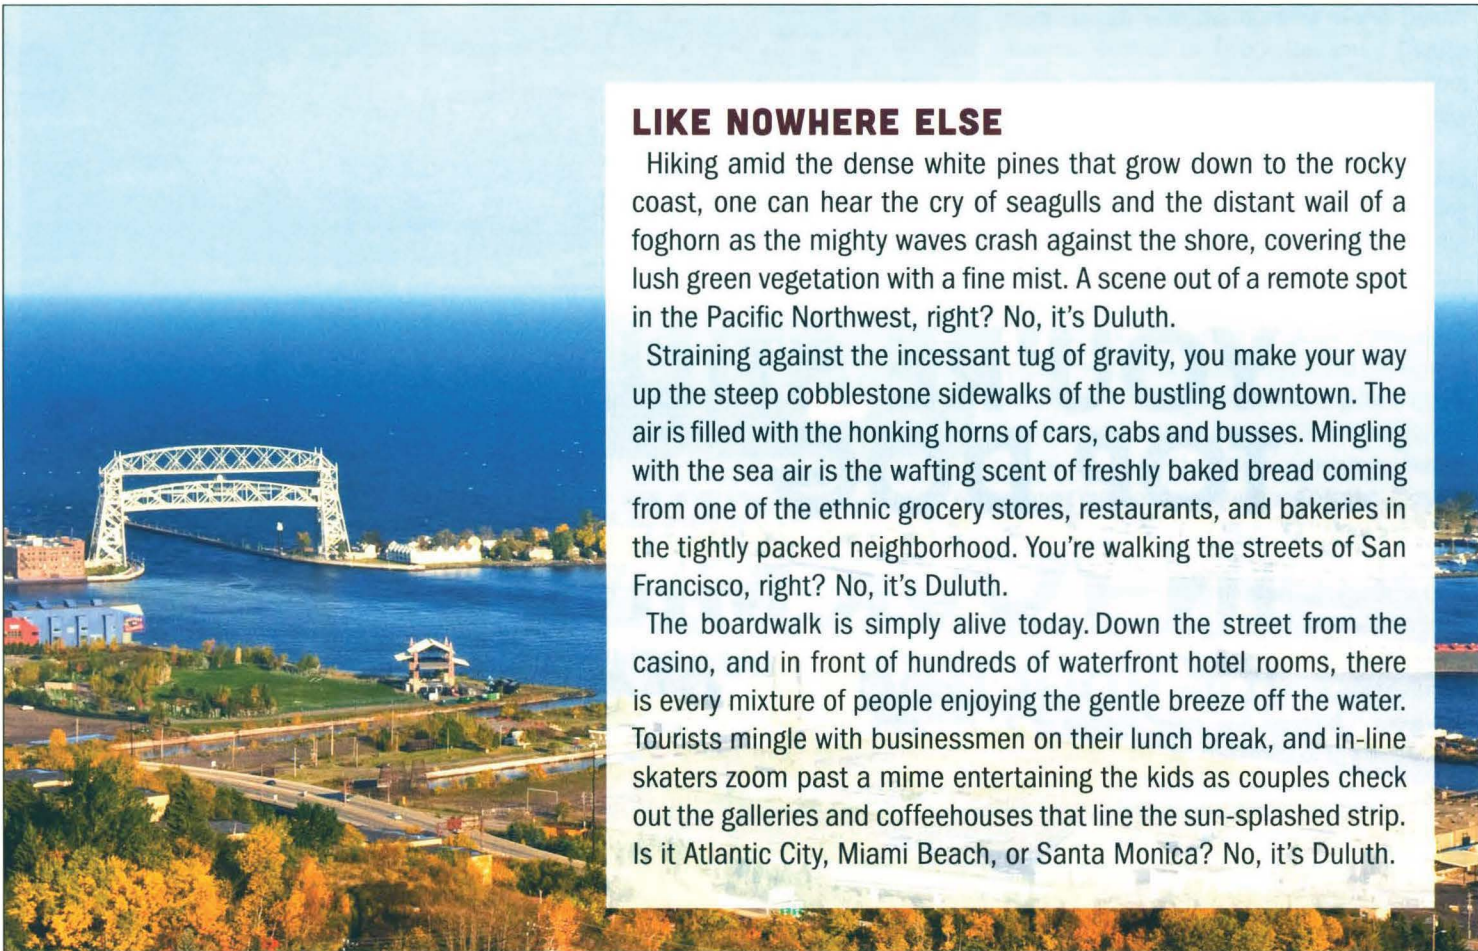 LIKE NOWHERE ELSE
Hiking amid the dense white pines that grow down to the rocky
coast, one can hear the cry of seagulls and the distant wail of a
foghorn as the mighty waves crash against the shore, covering the
lush green vegetation with a fine mist. A scene out of a remote spot
in the Pacific Northwest, right? No, it's Duluth.
Straining against the incessant tug of gravity, you make your way
up the steep cobblestone sidewalks of the bustling downtown. The
air is filled with the honking horns of cars, cabs and busses. Mingling
with the sea air is the wafting scent of freshly baked bread coming
from one of the ethnic grocery stores, restaurants, and bakeries in
the tightly packed neighborhood. You're walking the streets of San
Francisco, right? No, it's Duluth.
The boardwalk is simply alive today. Down the street from the
casino, and in front of hundreds of waterfront hotel rooms, there
is every mixture of people enjoying the gentle breeze off the water.
Tourists mingle with businessmen on their lunch break, and in-line
skaters zoom past a mime entertaining the kids as couples check
out the galleries and coffeehouses that line the sun-splashed strip.
Is it Atlantic City, Miami Beach, or Santa Monica? No, it's Duluth.